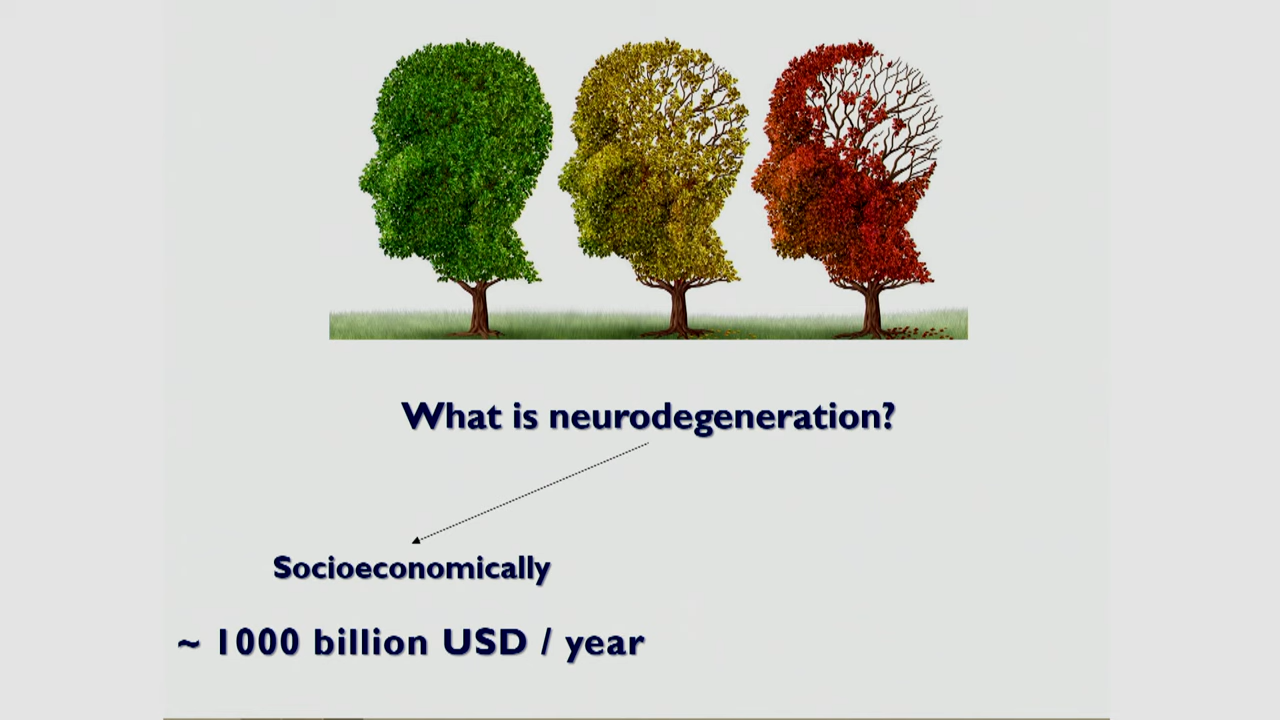 What is neurodegeneration?
Socioeconomically
~ 1000 billion USD / year